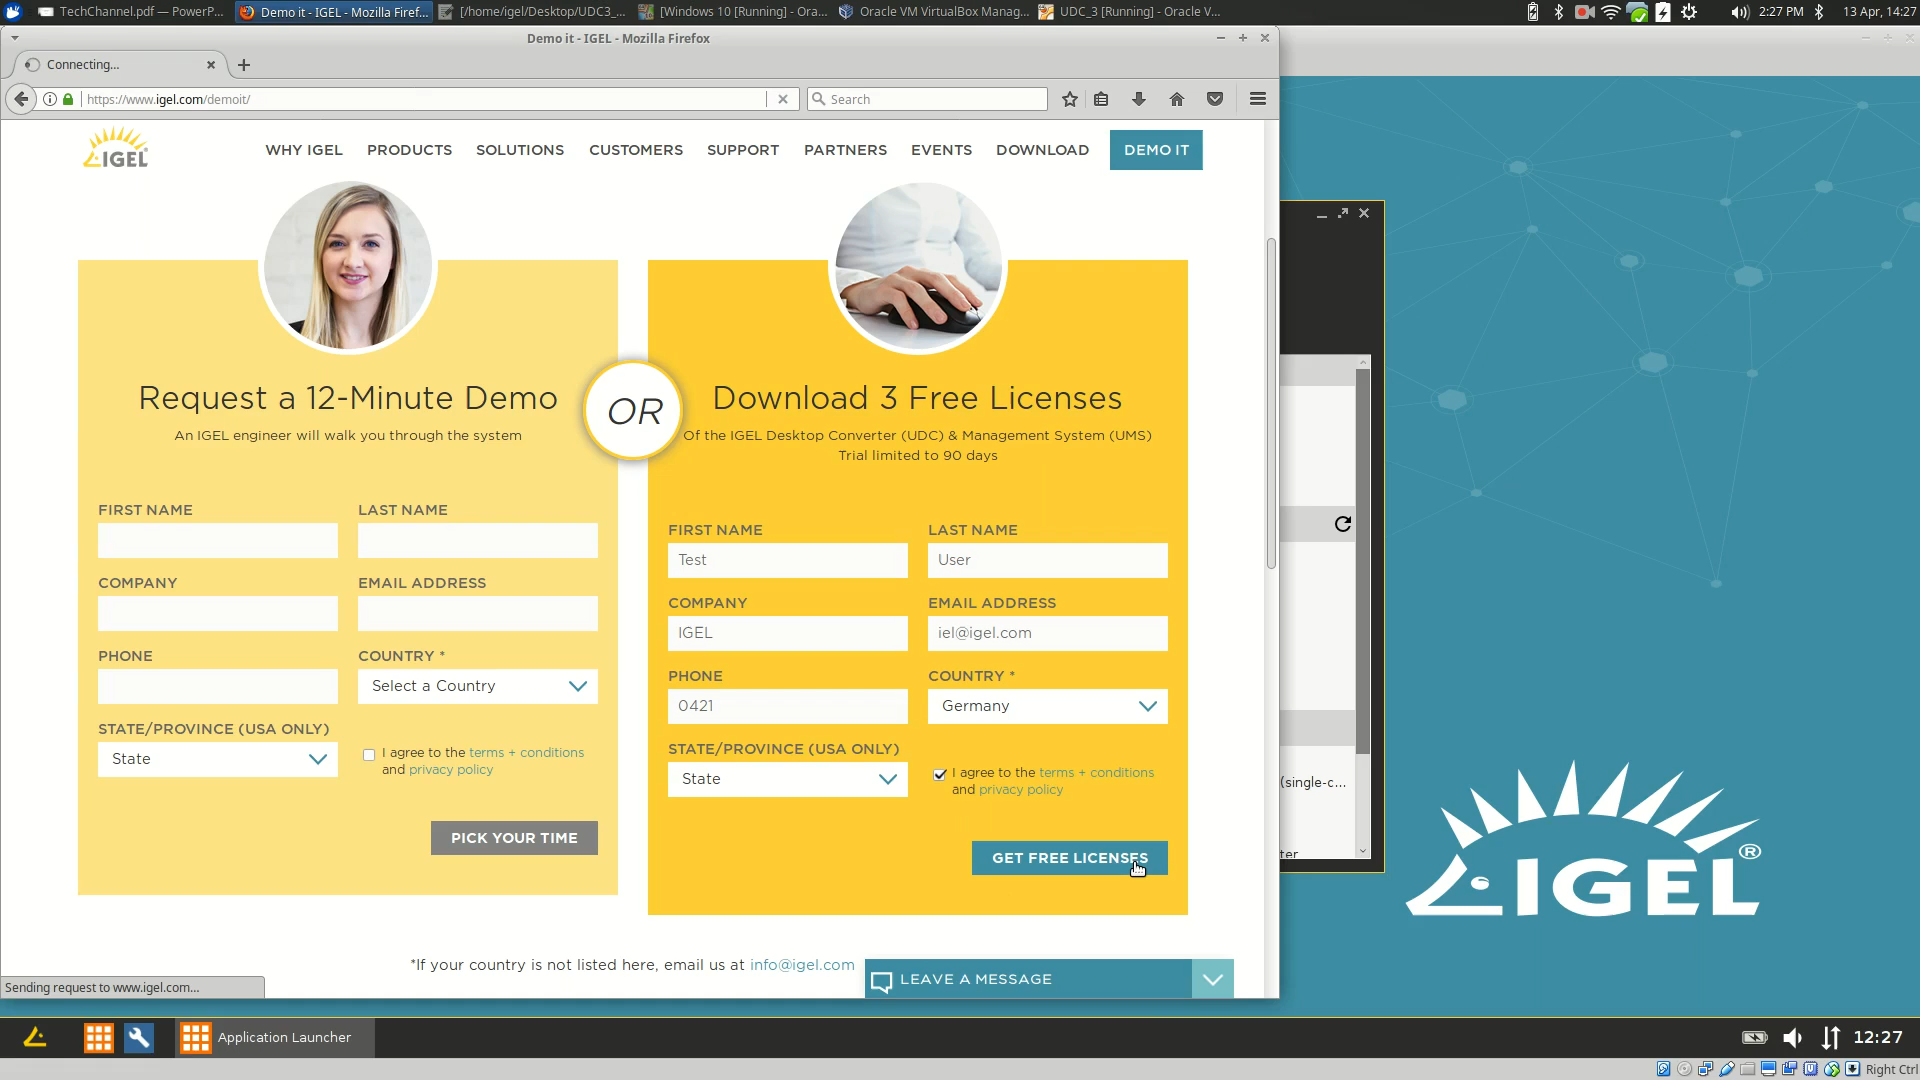 TechChannel.pdf — PowerP...
Demo it - IGEL - Mozilla Firef...
[/home/igel/Desktop/UDC3_...
[Windows 10 [Running] - Ora...
Oracle VM VirtualBox Manag...
UDC_3 [Running] - Oracle V...
2:27 PM
13 Apr, 14:27
Demo it - IGEL - Mozilla Firefox
Connecting...
https://www.igel.com/demoit/
Search
IGEL
WHY IGEL
PRODUCTS
SOLUTIONS
CUSTOMERS
SUPPORT
PARTNERS
EVENTS
DOWNLOAD
DEMO IT
Request a 12-Minute Demo
An IGEL engineer will walk you through the system
FIRST NAME
LAST NAME
COMPANY
EMAIL ADDRESS
PHONE
COUNTRY *
Select a Country
STATE/PROVINCE (USA ONLY)
State
I agree to the terms + conditions
and privacy policy
PICK YOUR TIME
OR
Download 3 Free Licenses
Of the IGEL Desktop Converter (UDC) & Management System (UMS)
Trial limited to 90 days
FIRST NAME
LAST NAME
Test
User
COMPANY
EMAIL ADDRESS
IGEL
iel@igel.com
PHONE
COUNTRY *
0421
Germany
STATE/PROVINCE (USA ONLY)
State
I agree to the terms + conditions
and privacy policy
GET FREE LICENSES
*If your country is not listed here, email us at info@igel.com
LEAVE A MESSAGE
Sending request to www.igel.com...
(single-c...
ter
IGEL®
Application Launcher
12:27
Right Ctrl